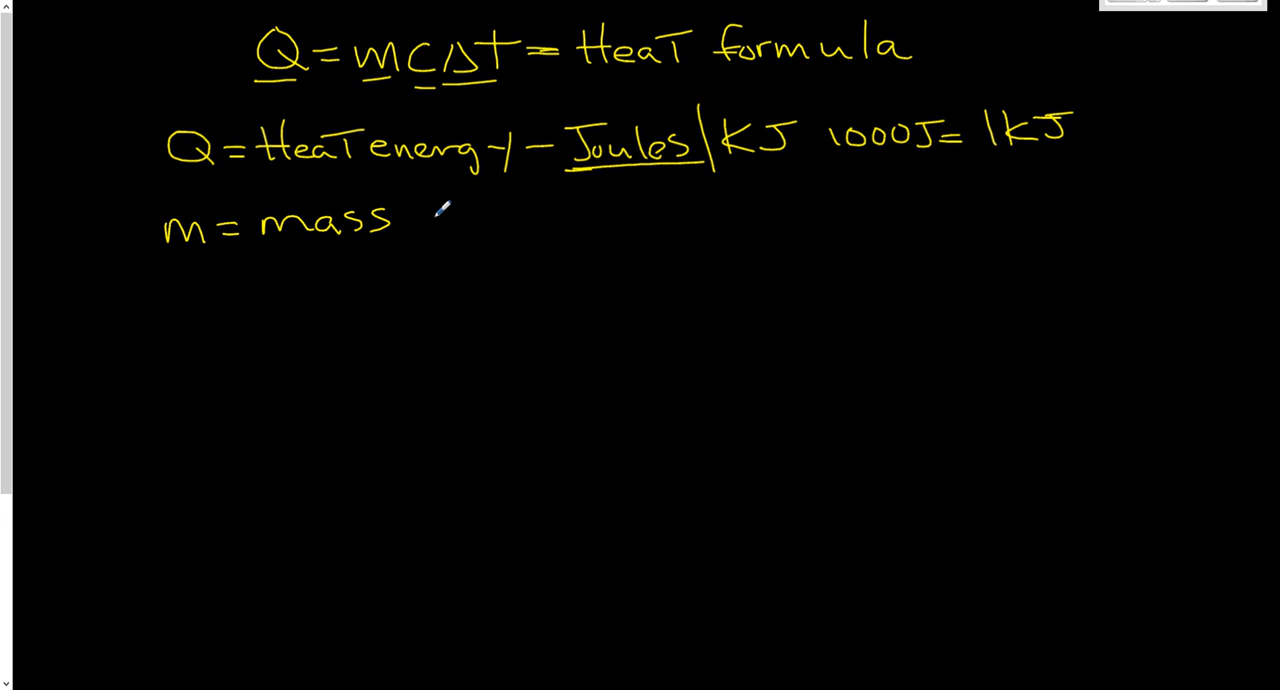 Q = mcΔt = Heat formula
Q = Heat energy - Joules/KJ 1000J = 1KJ
m = mass